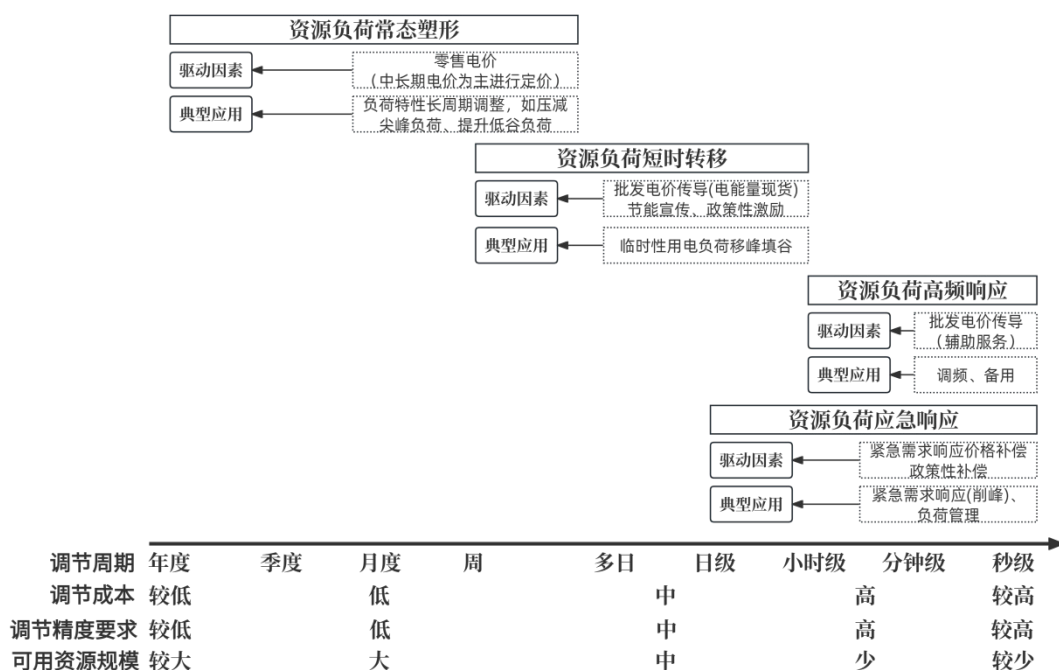 资源负荷常态塑形
驱动因素
零售电价
（中长期电价为主进行定价）
典型应用
负荷特性长周期调整，如压减
尖峰负荷、提升低谷负荷
资源负荷短时转移
驱动因素
批发电价传导(电能量现货)
节能宣传、政策性激励
典型应用
临时性用电负荷移峰填谷
资源负荷高频响应
驱动因素
批发电价传导
（辅助服务）
典型应用
调频、备用
资源负荷应急响应
驱动因素
紧急需求响应价格补偿
政策性补偿
典型应用
紧急需求响应(削峰)、
负荷管理
调节周期 年度 季度 月度 周 多日 日级 小时级 分钟级 秒级
调节成本 较低 低 中 高 较高
调节精度要求 较低 低 中 高 较高
可用资源规模 较大 大 中 少 较少